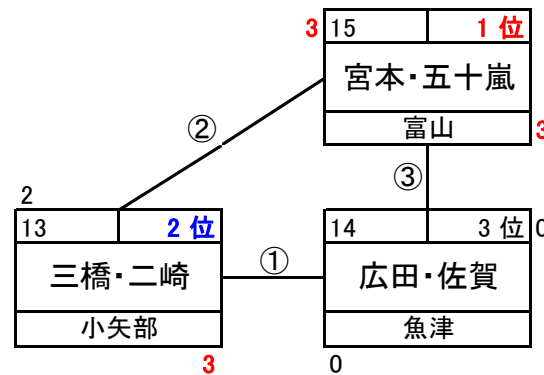 3 15 1 位
宮本・五十嵐
富山 3
②
③
2
13 2 位
三橋・二崎
小矢部
3
①
14 3 位 0
広田・佐賀
魚津
0